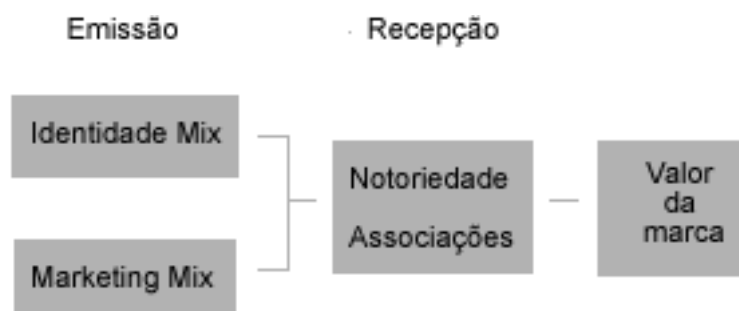 Emissão
Recepção
Identidade Mix
Marketing Mix
Notoriedade
Associações
Valor
da
marca